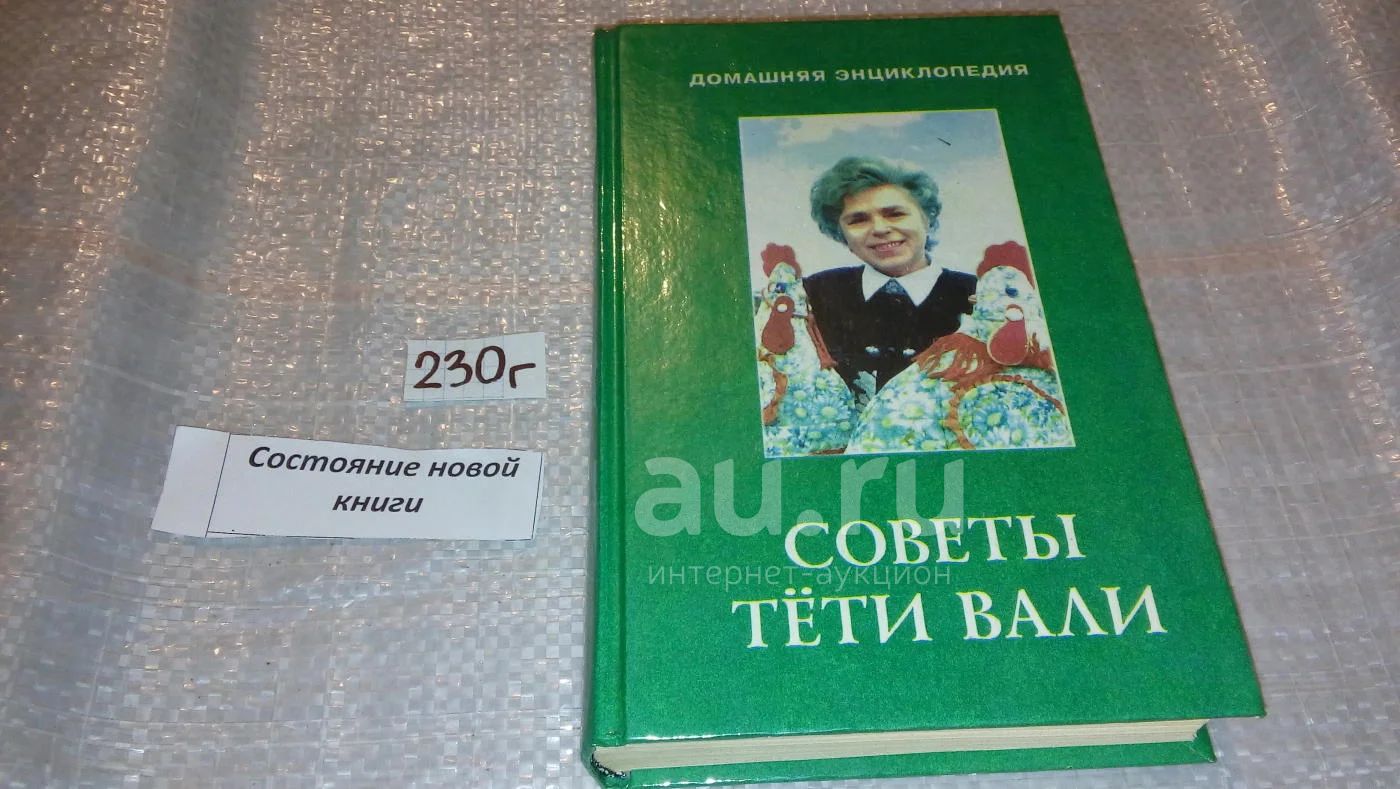 ДОМАШНЯЯ ЭНЦИКЛОПЕДИЯ
230г
Состояние новой
книги
au.ru
СОВЕТЫ
интернет-аукцион
ТЁТИ ВАЛИ